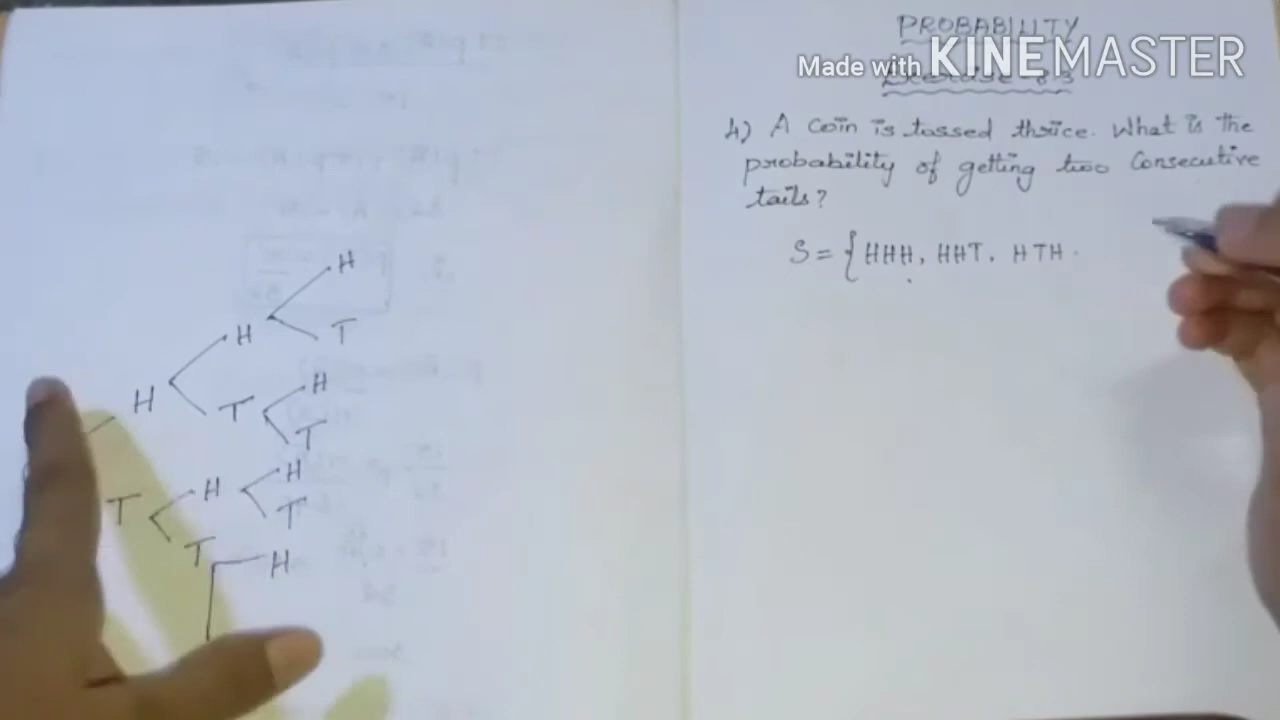 PROBABILITY
Made with KINEMASTER
4) A coin is tossed thrice. What is the
probability of getting two consecutive
tails?
S = { HHH, HHT, HTH
H
H
T
H
H
T
T
H
H
T
T
H
T
H